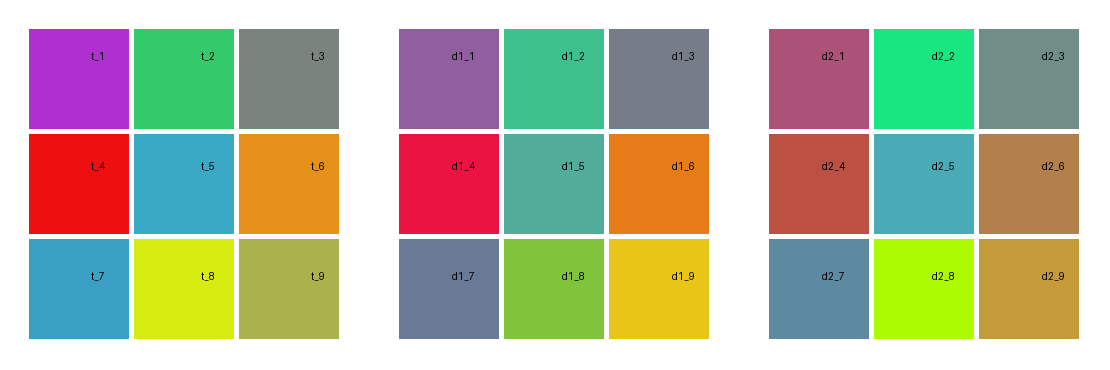 t_1 t_2 t_3 d1_1 d1_2 d1_3 d2_1 d2_2 d2_3
t_4 t_5 t_6 d1_4 d1_5 d1_6 d2_4 d2_5 d2_6
t_7 t_8 t_9 d1_7 d1_8 d1_9 d2_7 d2_8 d2_9